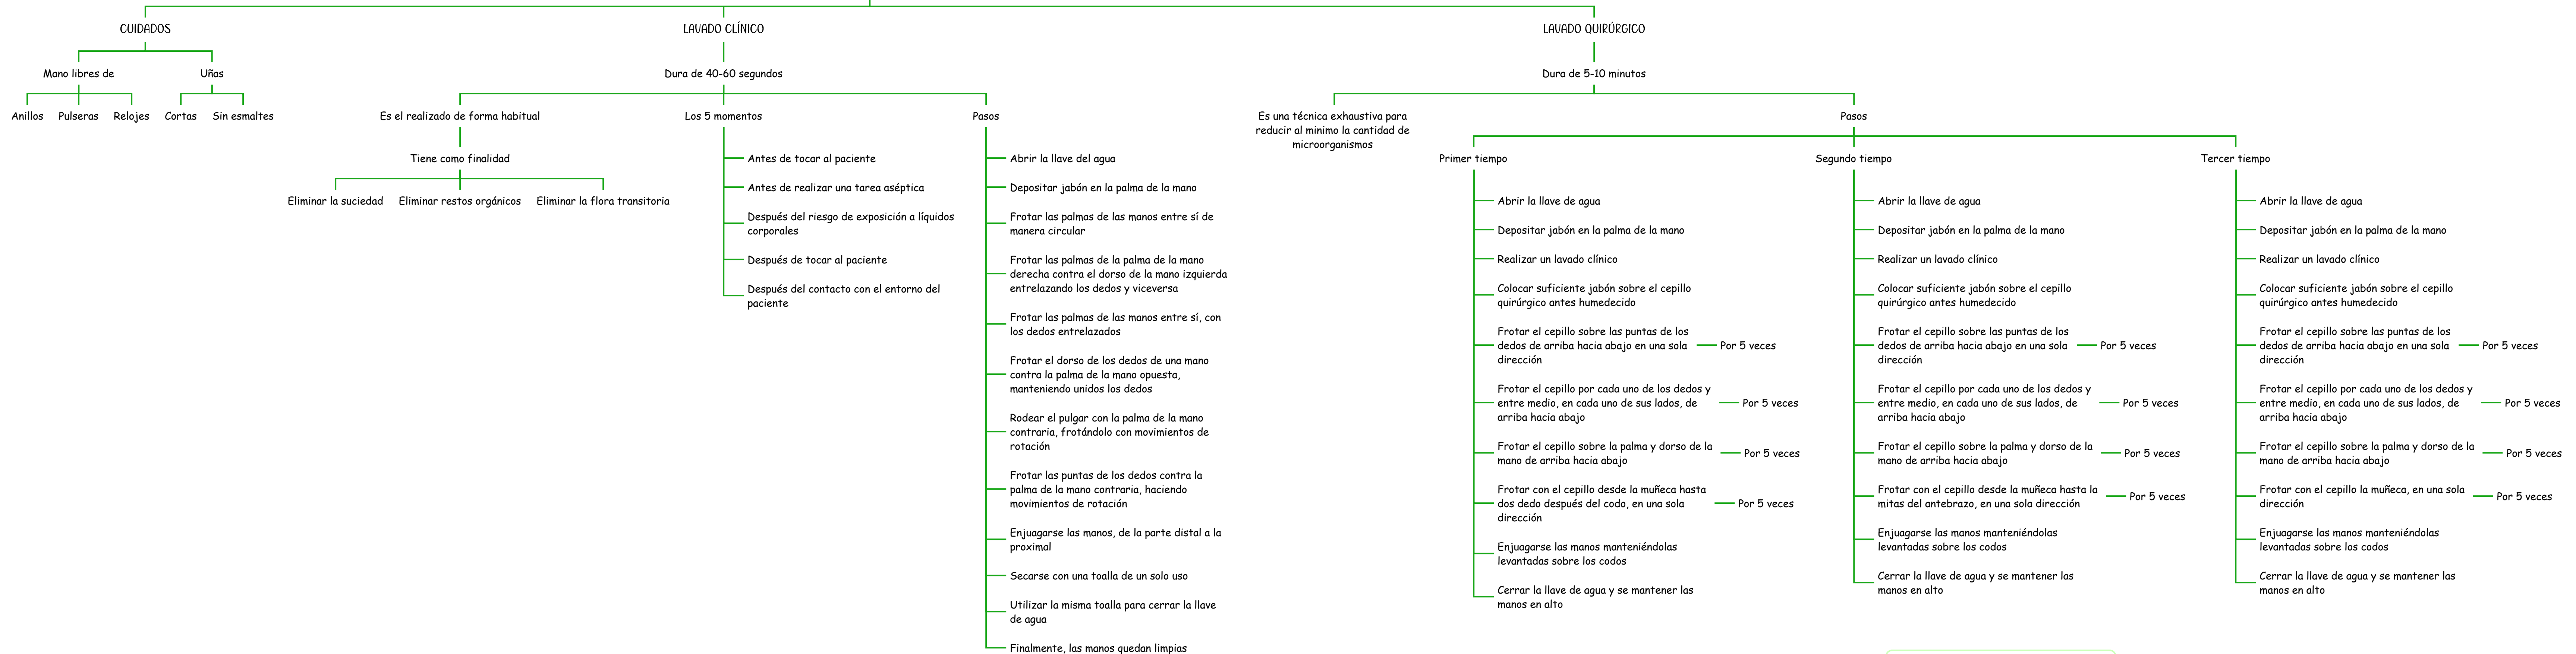 CUIDADOS
Mano libres de
Anillos
Pulseras
Relojes
Uñas
Cortas
Sin esmaltes
LAVADO CLÍNICO
Dura de 40-60 segundos
Es el realizado de forma habitual
Tiene como finalidad
Eliminar la suciedad
Eliminar restos orgánicos
Eliminar la flora transitoria
Los 5 momentos
Antes de tocar al paciente
Antes de realizar una tarea aséptica
Después del riesgo de exposición a líquidos
corporales
Después de tocar al paciente
Después del contacto con el entorno del
paciente
Pasos
Abrir la llave del agua
Depositar jabón en la palma de la mano
Frotar las palmas de las manos entre sí de
manera circular
Frotar las palmas de la palma de la mano
derecha contra el dorso de la mano izquierda
entrelazando los dedos y viceversa
Frotar las palmas de las manos entre sí, con
los dedos entrelazados
Frotar el dorso de los dedos de una mano
contra la palma de la mano opuesta,
manteniendo unidos los dedos
Rodear el pulgar con la palma de la mano
contraria, frotándolo con movimientos de
rotación
Frotar las puntas de los dedos contra la
palma de la mano contraria, haciendo
movimientos de rotación
Enjuagarse las manos, de la parte distal a la
proximal
Secarse con una toalla de un solo uso
Utilizar la misma toalla para cerrar la llave
de agua
Finalmente, las manos quedan limpias
LAVADO QUIRÚRGICO
Dura de 5-10 minutos
Es una técnica exhaustiva para
reducir al minimo la cantidad de
microorganismos
Pasos
Primer tiempo
Abrir la llave de agua
Depositar jabón en la palma de la mano
Realizar un lavado clínico
Colocar suficiente jabón sobre el cepillo
quirúrgico antes humedecido
Frotar el cepillo sobre las puntas de los
dedos de arriba hacia abajo en una sola
dirección
Por 5 veces
Frotar el cepillo por cada uno de los dedos y
entre medio, en cada uno de sus lados, de
arriba hacia abajo
Por 5 veces
Frotar el cepillo sobre la palma y dorso de la
mano de arriba hacia abajo
Por 5 veces
Frotar con el cepillo desde la muñeca hasta
dos dedo después del codo, en una sola
dirección
Por 5 veces
Enjuagarse las manos manteniéndolas
levantadas sobre los codos
Cerrar la llave de agua y se mantener las
manos en alto
Segundo tiempo
Abrir la llave de agua
Depositar jabón en la palma de la mano
Realizar un lavado clínico
Colocar suficiente jabón sobre el cepillo
quirúrgico antes humedecido
Frotar el cepillo sobre las puntas de los
dedos de arriba hacia abajo en una sola
dirección
Por 5 veces
Frotar el cepillo por cada uno de los dedos y
entre medio, en cada uno de sus lados, de
arriba hacia abajo
Por 5 veces
Frotar el cepillo sobre la palma y dorso de la
mano de arriba hacia abajo
Por 5 veces
Frotar con el cepillo desde la muñeca hasta la
mitas del antebrazo, en una sola dirección
Por 5 veces
Enjuagarse las manos manteniéndolas
levantadas sobre los codos
Cerrar la llave de agua y se mantener las
manos en alto
Tercer tiempo
Abrir la llave de agua
Depositar jabón en la palma de la mano
Realizar un lavado clínico
Colocar suficiente jabón sobre el cepillo
quirúrgico antes humedecido
Frotar el cepillo sobre las puntas de los
dedos de arriba hacia abajo en una sola
dirección
Por 5 veces
Frotar el cepillo por cada uno de los dedos y
entre medio, en cada uno de sus lados, de
arriba hacia abajo
Por 5 veces
Frotar el cepillo sobre la palma y dorso de la
mano de arriba hacia abajo
Por 5 veces
Frotar con el cepillo la muñeca, en una sola
dirección
Por 5 veces
Enjuagarse las manos manteniéndolas
levantadas sobre los codos
Cerrar la llave de agua y se mantener las
manos en alto